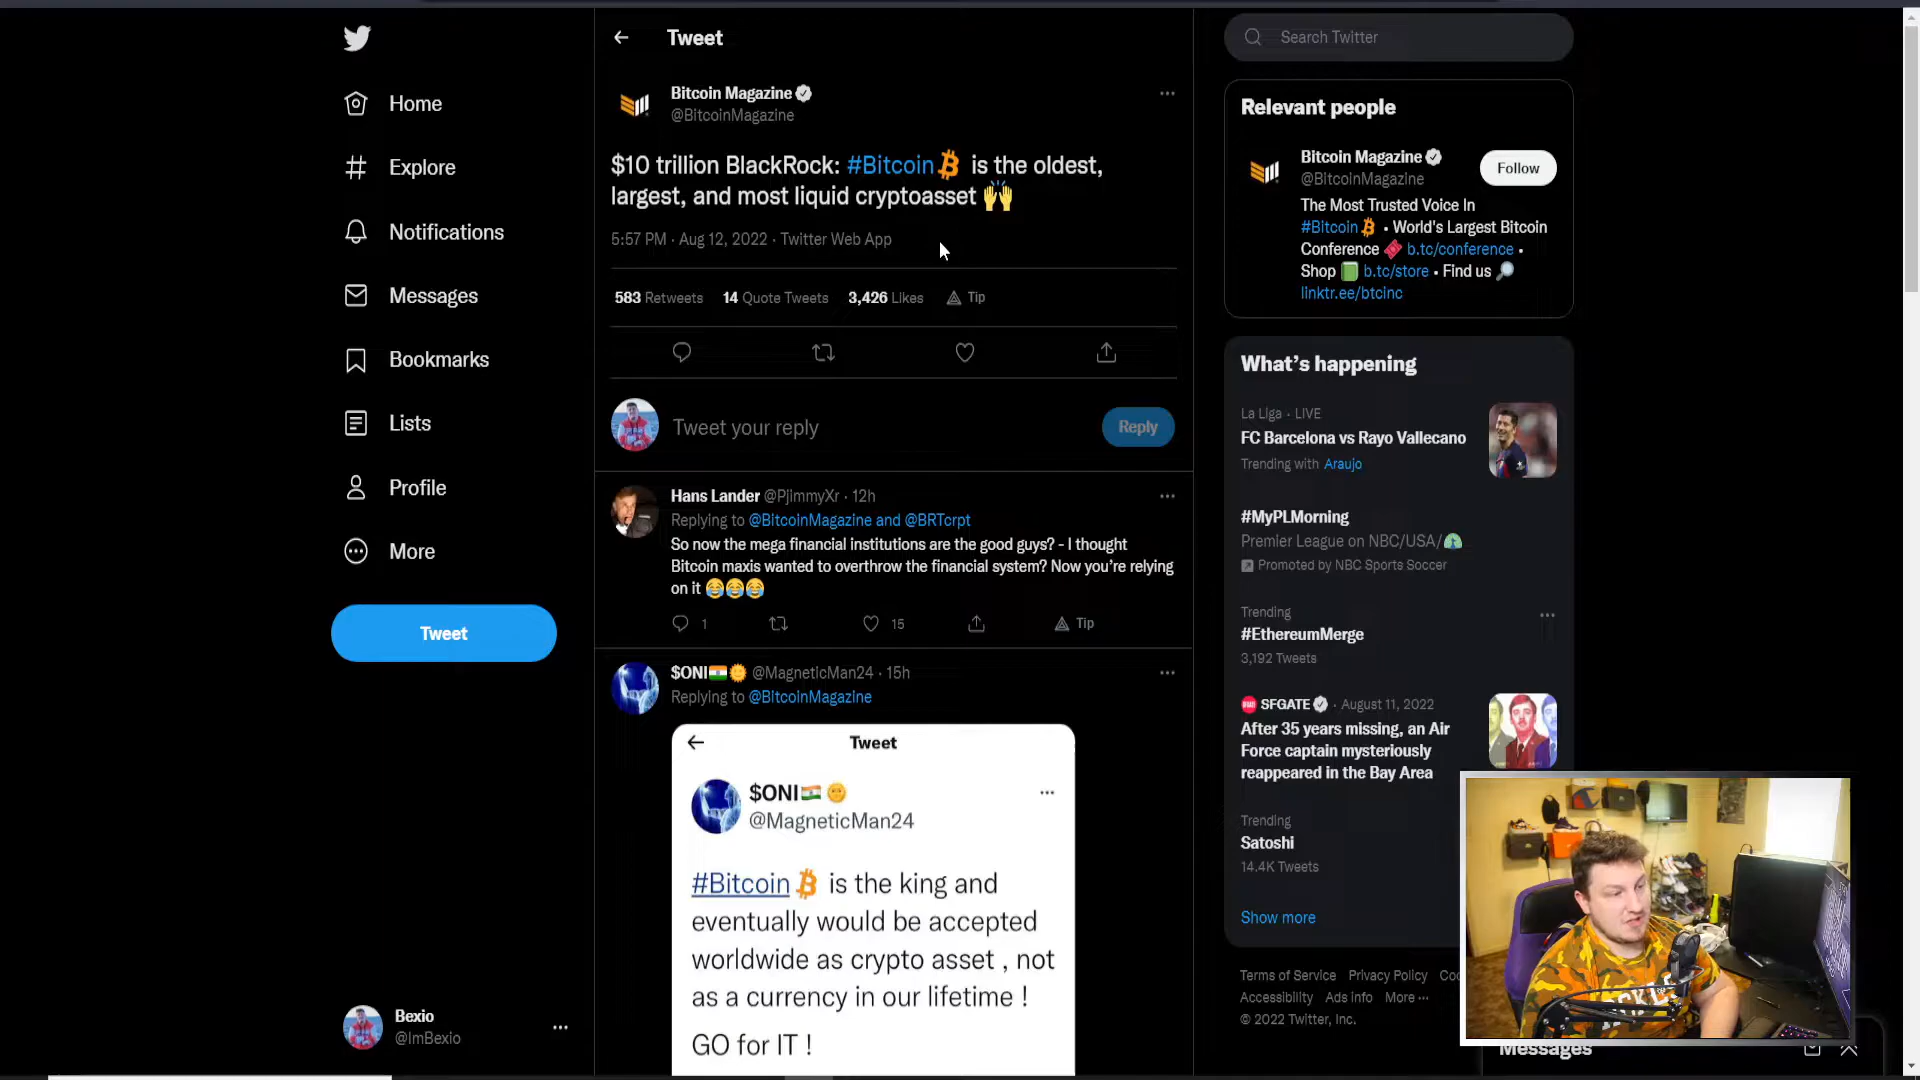 Home
Explore
Notifications
Messages
Bookmarks
Lists
Profile
More
Tweet
Bexio
@ImBexio
Tweet
Bitcoin Magazine
@BitcoinMagazine
$10 trillion BlackRock: #Bitcoin is the oldest,
largest, and most liquid cryptoasset 🙌
5:57 PM · Aug 12, 2022 · Twitter Web App
583 Retweets 14 Quote Tweets 3,426 Likes Tip
Tweet your reply
Reply
Hans Lander @PjimmyXr · 12h
Replying to @BitcoinMagazine and @BRTcrpt
So now the mega financial institutions are the good guys? - I thought
Bitcoin maxis wanted to overthrow the financial system? Now you're relying
on it 😂😂😂
1 15 Tip
$ONI🇮🇳🌞 @MagneticMan24 · 15h
Replying to @BitcoinMagazine
Tweet
$ONI🇮🇳🌞
@MagneticMan24
#Bitcoin is the king and
eventually would be accepted
worldwide as crypto asset , not
as a currency in our lifetime !
GO for IT !
Search Twitter
Relevant people
Bitcoin Magazine
@BitcoinMagazine
Follow
The Most Trusted Voice In
#Bitcoin • World's Largest Bitcoin
Conference 🎟 b.tc/conference •
Shop 📗 b.tc/store • Find us 🔎
linktr.ee/btcinc
What's happening
La Liga · LIVE
FC Barcelona vs Rayo Vallecano
Trending with Araujo
#MyPLMorning
Premier League on NBC/USA/
Promoted by NBC Sports Soccer
Trending
#EthereumMerge
3,192 Tweets
SFGATE · August 11, 2022
After 35 years missing, an Air
Force captain mysteriously
reappeared in the Bay Area
Trending
Satoshi
14.4K Tweets
Show more
Terms of Service Privacy Policy
Accessibility Ads info More ···
© 2022 Twitter, Inc.
Messages